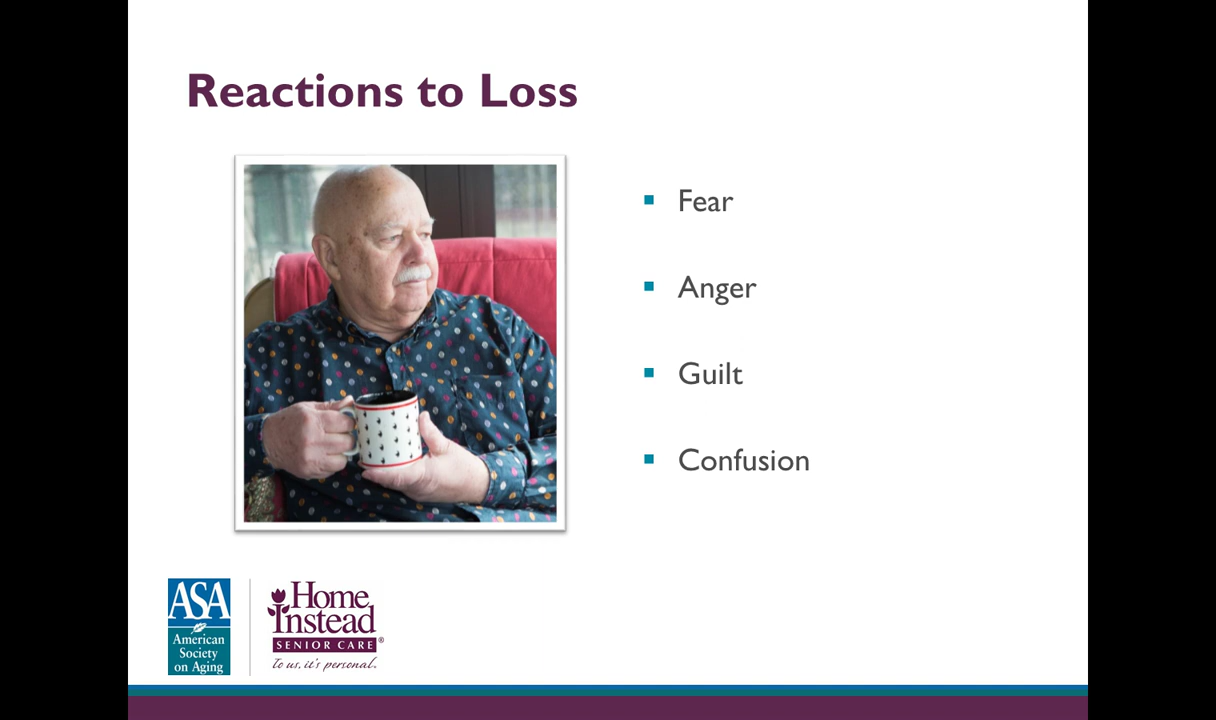 Reactions to Loss
Fear
Anger
Guilt
Confusion
ASA
American
Society
on Aging
Home
Instead
SENIOR CARE®
To us, it's personal.